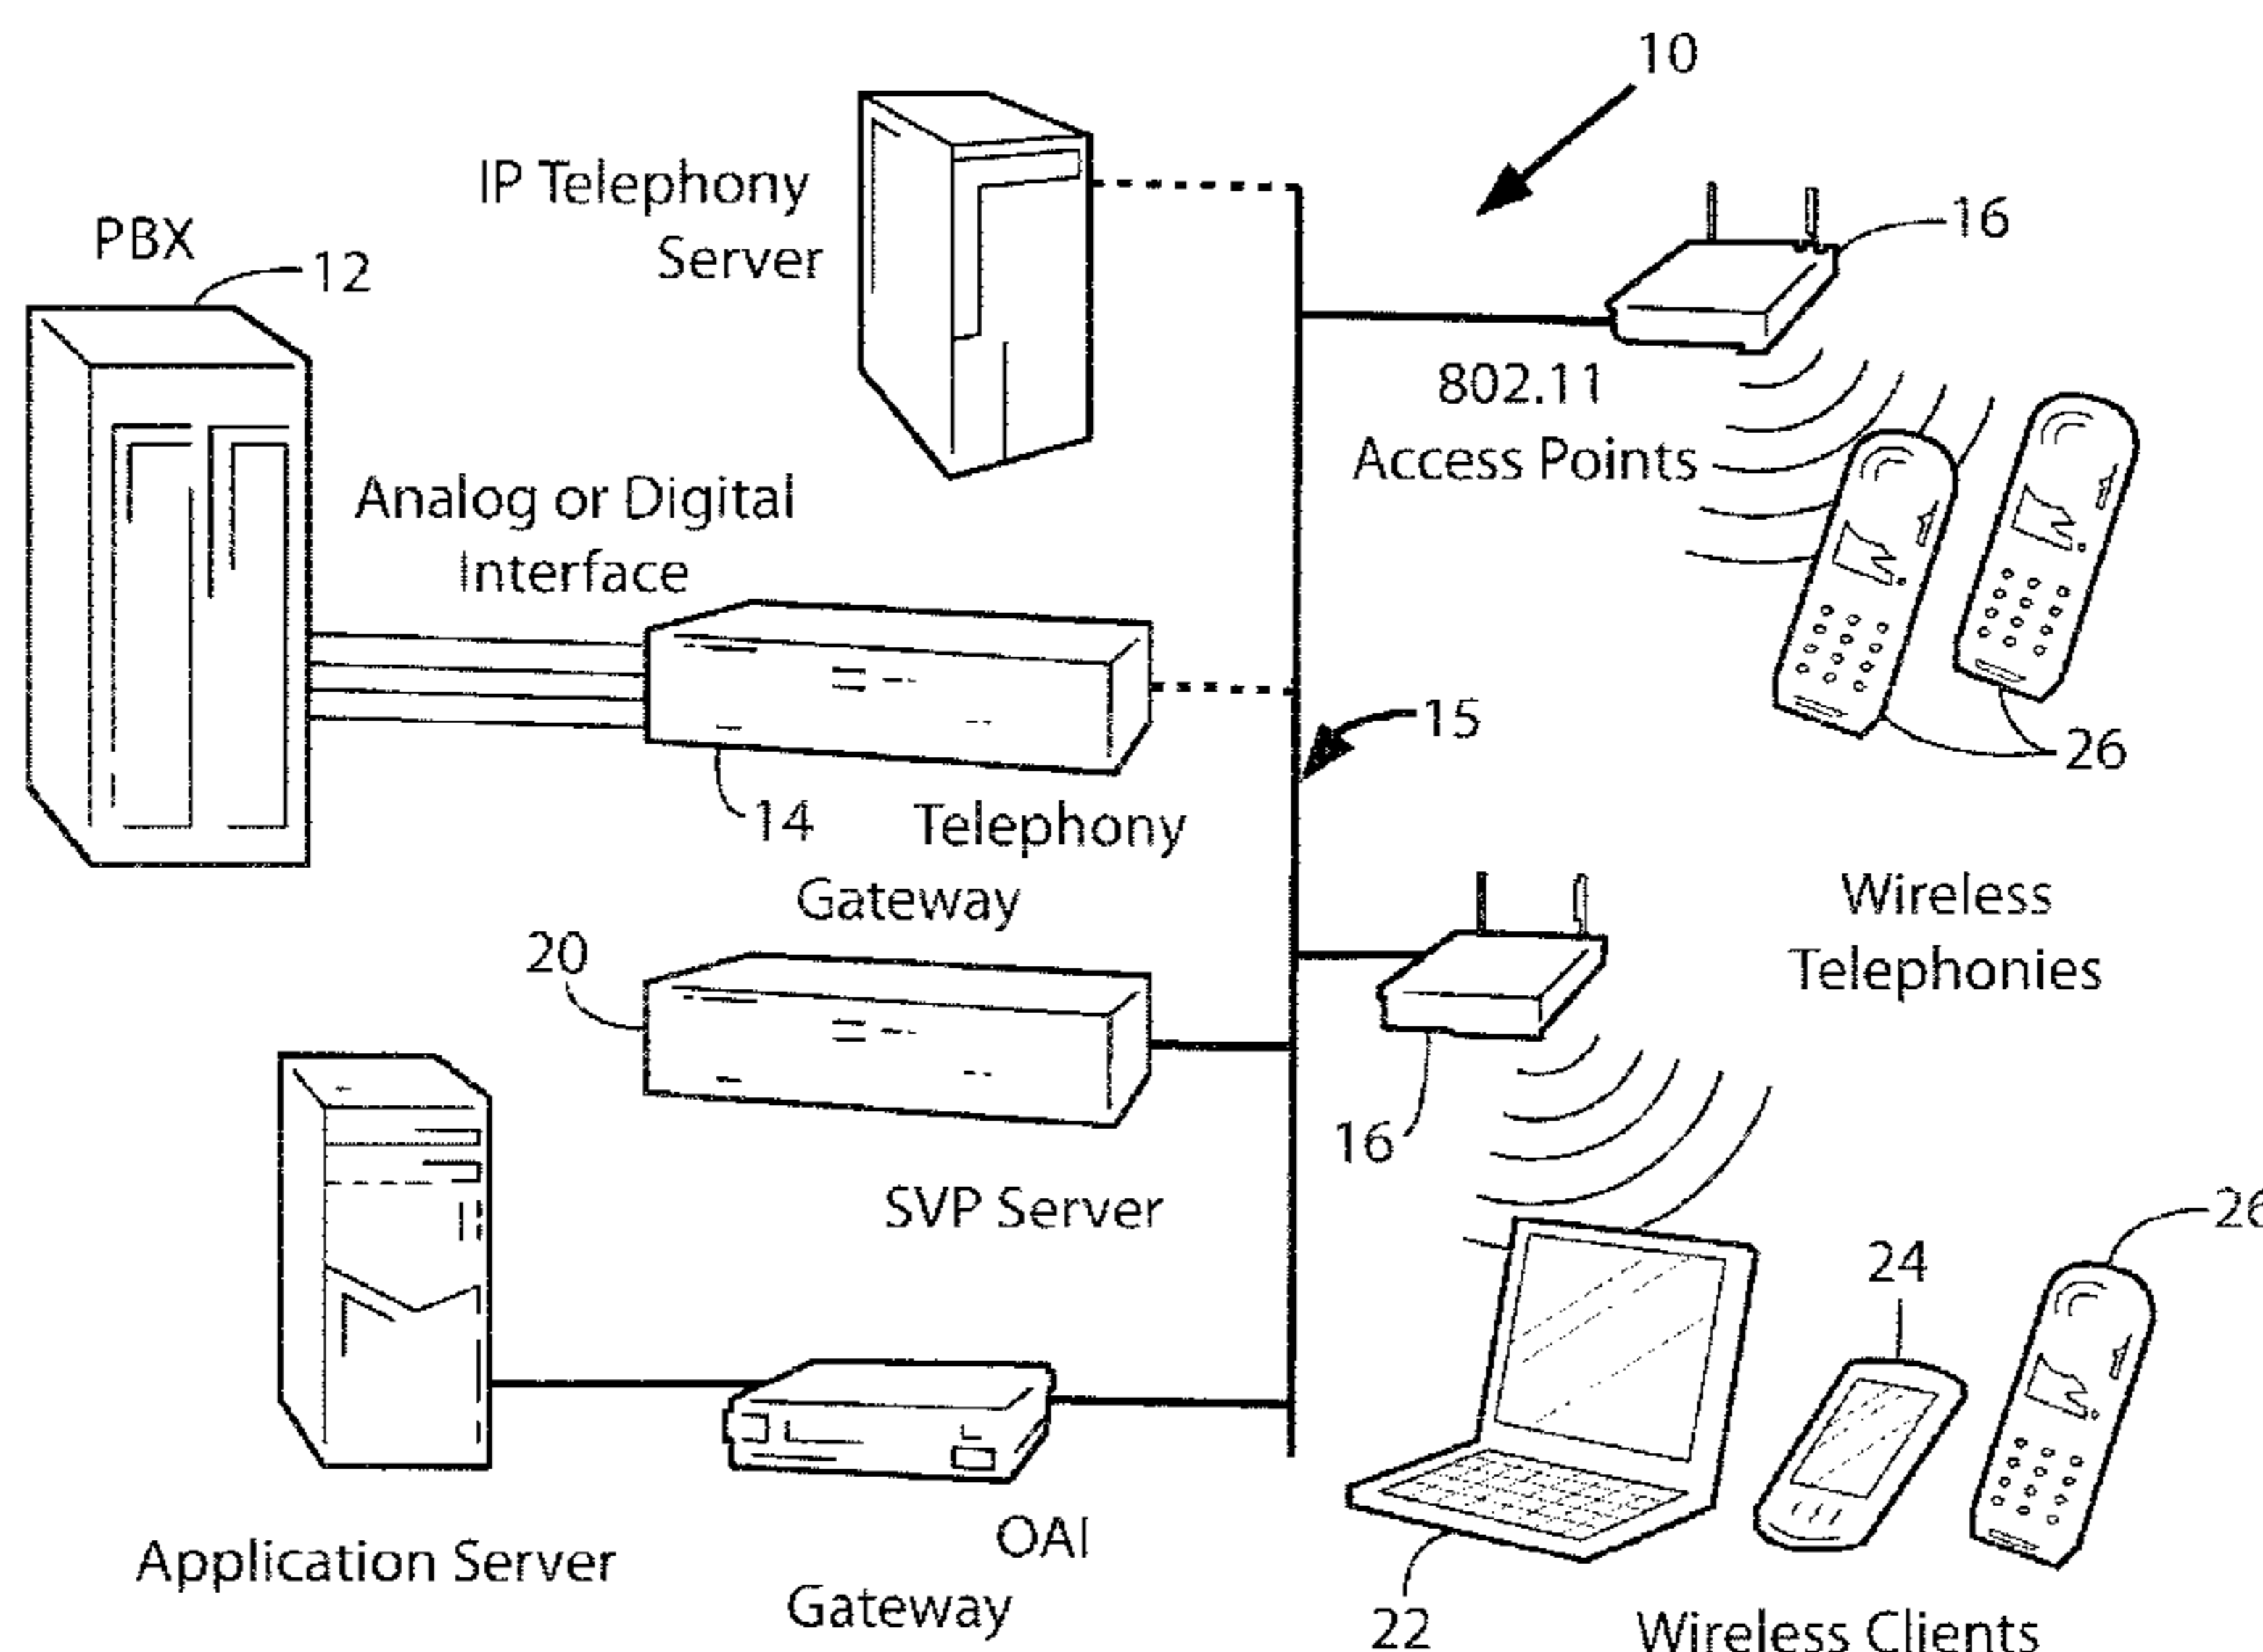 10
IP Telephony
Server
16
PBX
12
802.11
Access Points
Analog or Digital
Interface
15
26
14
Telephony
Gateway
Wireless
Telephonies
20
16
SVP Server
26
24
OAI
Gateway
Application Server
22
Wireless Clients